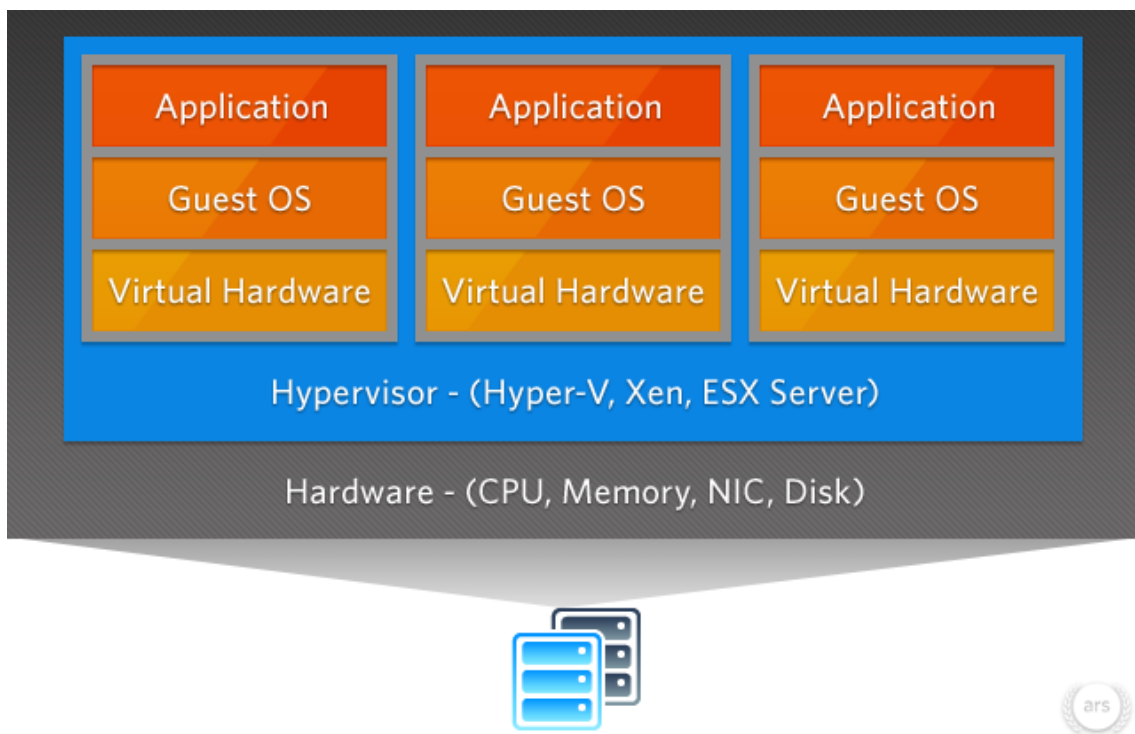 Application Application Application
Guest OS Guest OS Guest OS
Virtual Hardware Virtual Hardware Virtual Hardware
Hypervisor - (Hyper-V, Xen, ESX Server)
Hardware - (CPU, Memory, NIC, Disk)
ars